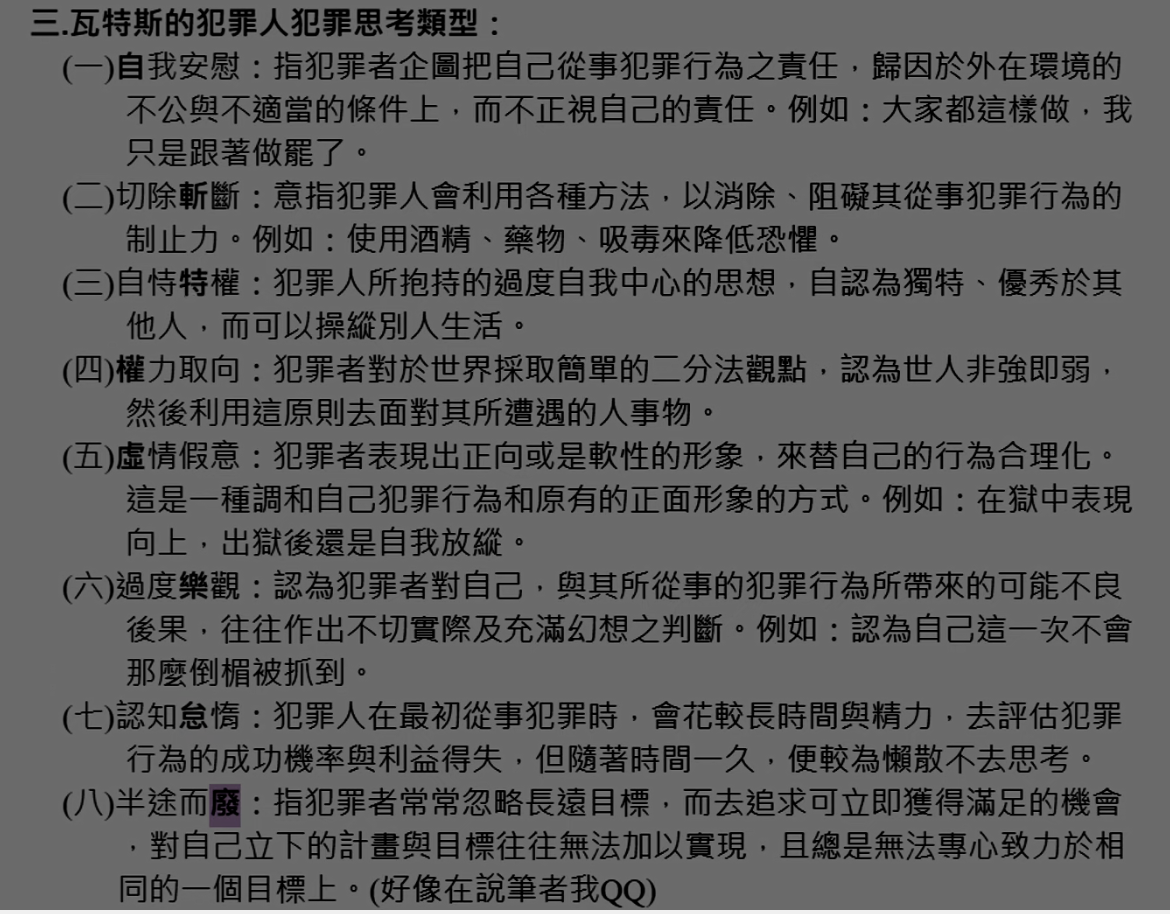 三.瓦特斯的犯罪人犯罪思考類型：
(一)自我安慰：指犯罪者企圖把自己從事犯罪行為之責任，歸因於外在環境的
不公與不適當的條件上，而不正視自己的責任。例如：大家都這樣做，我
只是跟著做罷了。
(二)切除斬斷：意指犯罪人會利用各種方法，以消除、阻礙其從事犯罪行為的
制止力。例如：使用酒精、藥物、吸毒來降低恐懼。
(三)自恃特權：犯罪人所抱持的過度自我中心的思想，自認為獨特、優秀於其
他人，而可以操縱別人生活。
(四)權力取向：犯罪者對於世界採取簡單的二分法觀點，認為世人非強即弱，
然後利用這原則去面對其所遭遇的人事物。
(五)虛情假意：犯罪者表現出正向或是軟性的形象，來替自己的行為合理化。
這是一種調和自己犯罪行為和原有的正面形象的方式。例如：在獄中表現
向上，出獄後還是自我放縱。
(六)過度樂觀：認為犯罪者對自己，與其所從事的犯罪行為所帶來的可能不良
後果，往往作出不切實際及充滿幻想之判斷。例如：認為自己這一次不會
那麼倒楣被抓到。
(七)認知怠惰：犯罪人在最初從事犯罪時，會花較長時間與精力，去評估犯罪
行為的成功機率與利益得失，但隨著時間一久，便較為懶散不去思考。
(八)半途而廢：指犯罪者常常忽略長遠目標，而去追求可立即獲得滿足的機會
，對自己立下的計畫與目標往往無法加以實現，且總是無法專心致力於相
同的一個目標上。(好像在說筆者我QQ)